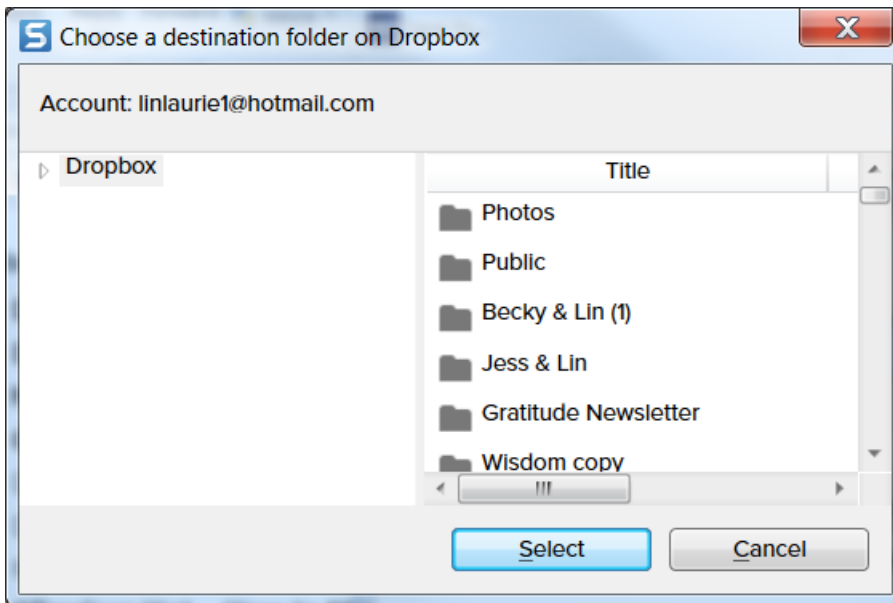 Choose a destination folder on Dropbox
Account: linlaurie1@hotmail.com
Dropbox
Title
Photos
Public
Becky & Lin (1)
Jess & Lin
Gratitude Newsletter
Wisdom copy
Select
Cancel